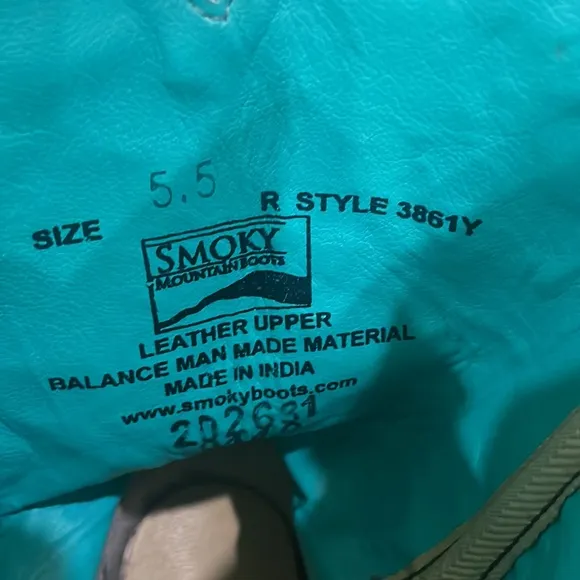 5.5
SIZE R STYLE 3861Y
SMOKY
MOUNTAIN BOOTS
LEATHER UPPER
BALANCE MAN MADE MATERIAL
MADE IN INDIA
www.smokyboots.com